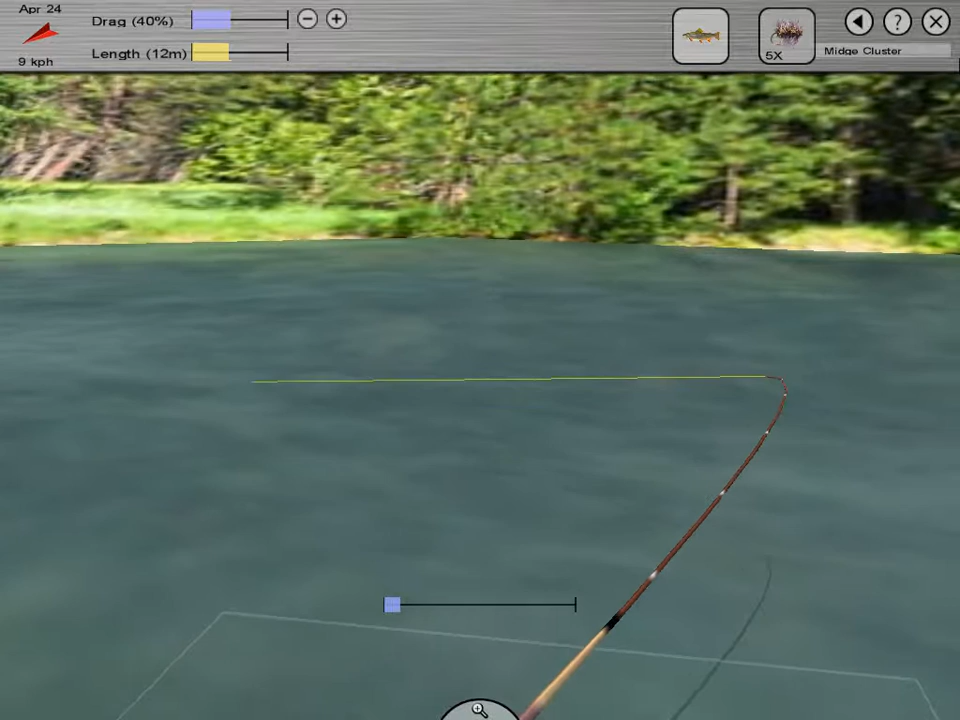 Apr 24
9 kph
Drag (40%)
Length (12m)
5X
Midge Cluster
?